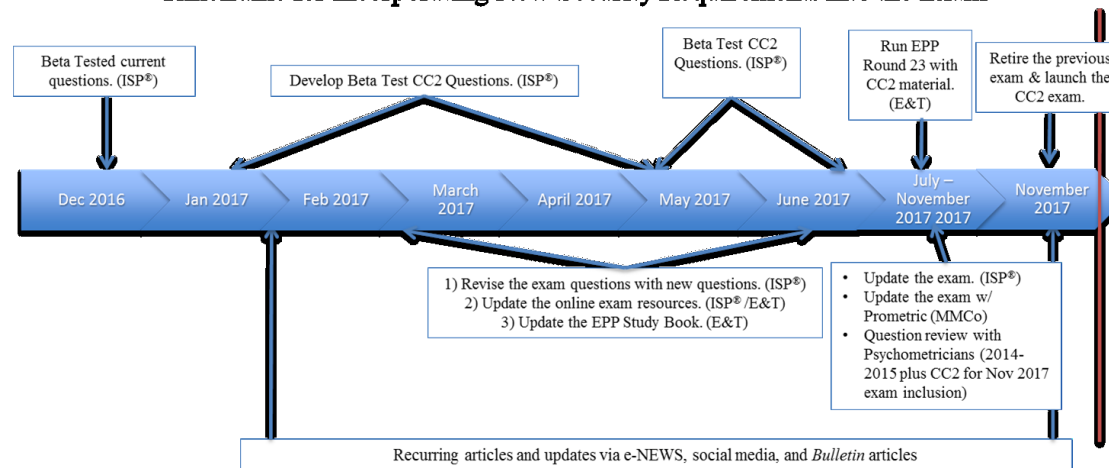 Beta Tested current
questions. (ISP®)
Develop Beta Test CC2 Questions. (ISP®)
Beta Test CC2
Questions. (ISP®)
Run EPP
Round 23 with
CC2 material.
(E&T)
Retire the previous
exam & launch the
CC2 exam.
Dec 2016
Jan 2017
Feb 2017
March
2017
April 2017
May 2017
June 2017
July –
November
2017 2017
November
2017
1) Revise the exam questions with new questions. (ISP®)
2) Update the online exam resources. (ISP® /E&T)
3) Update the EPP Study Book. (E&T)
• Update the exam. (ISP®)
• Update the exam w/
Prometric (MMCo)
• Question review with
Psychometricians (2014-
2015 plus CC2 for Nov 2017
exam inclusion)
Recurring articles and updates via e-NEWS, social media, and Bulletin articles